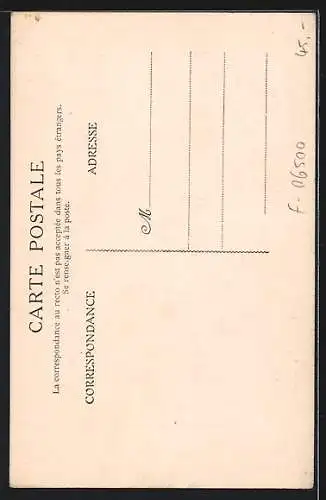 CARTE POSTALE
La correspondance au recto n'est pas acceptée dans tous les pays étrangers.
Se renseigner à la poste.
CORRESPONDANCE
ADRESSE
M
F-06500
45,-